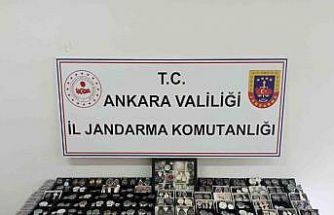 T.C.
ANKARA VALİLİĞİ
İL JANDARMA KOMUTANLIĞI